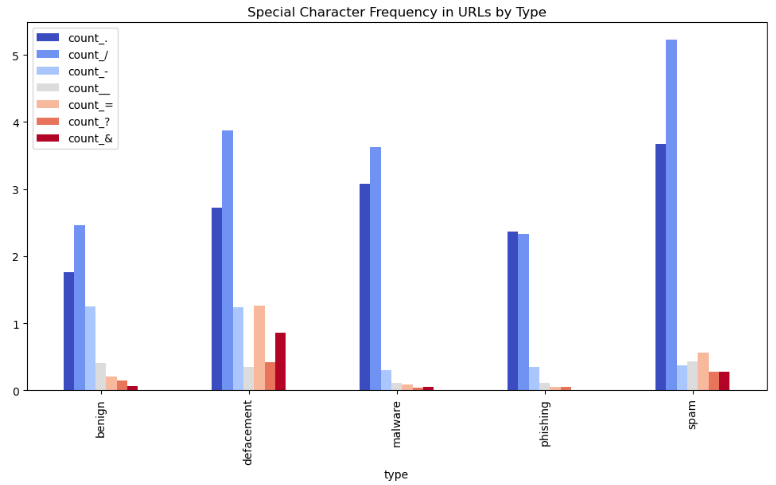 Special Character Frequency in URLs by Type
count_.
count_/
count_-
count__
count_=
count_?
count_&
5
4
3
2
1
0
benign
defacement
malware
phishing
spam
type